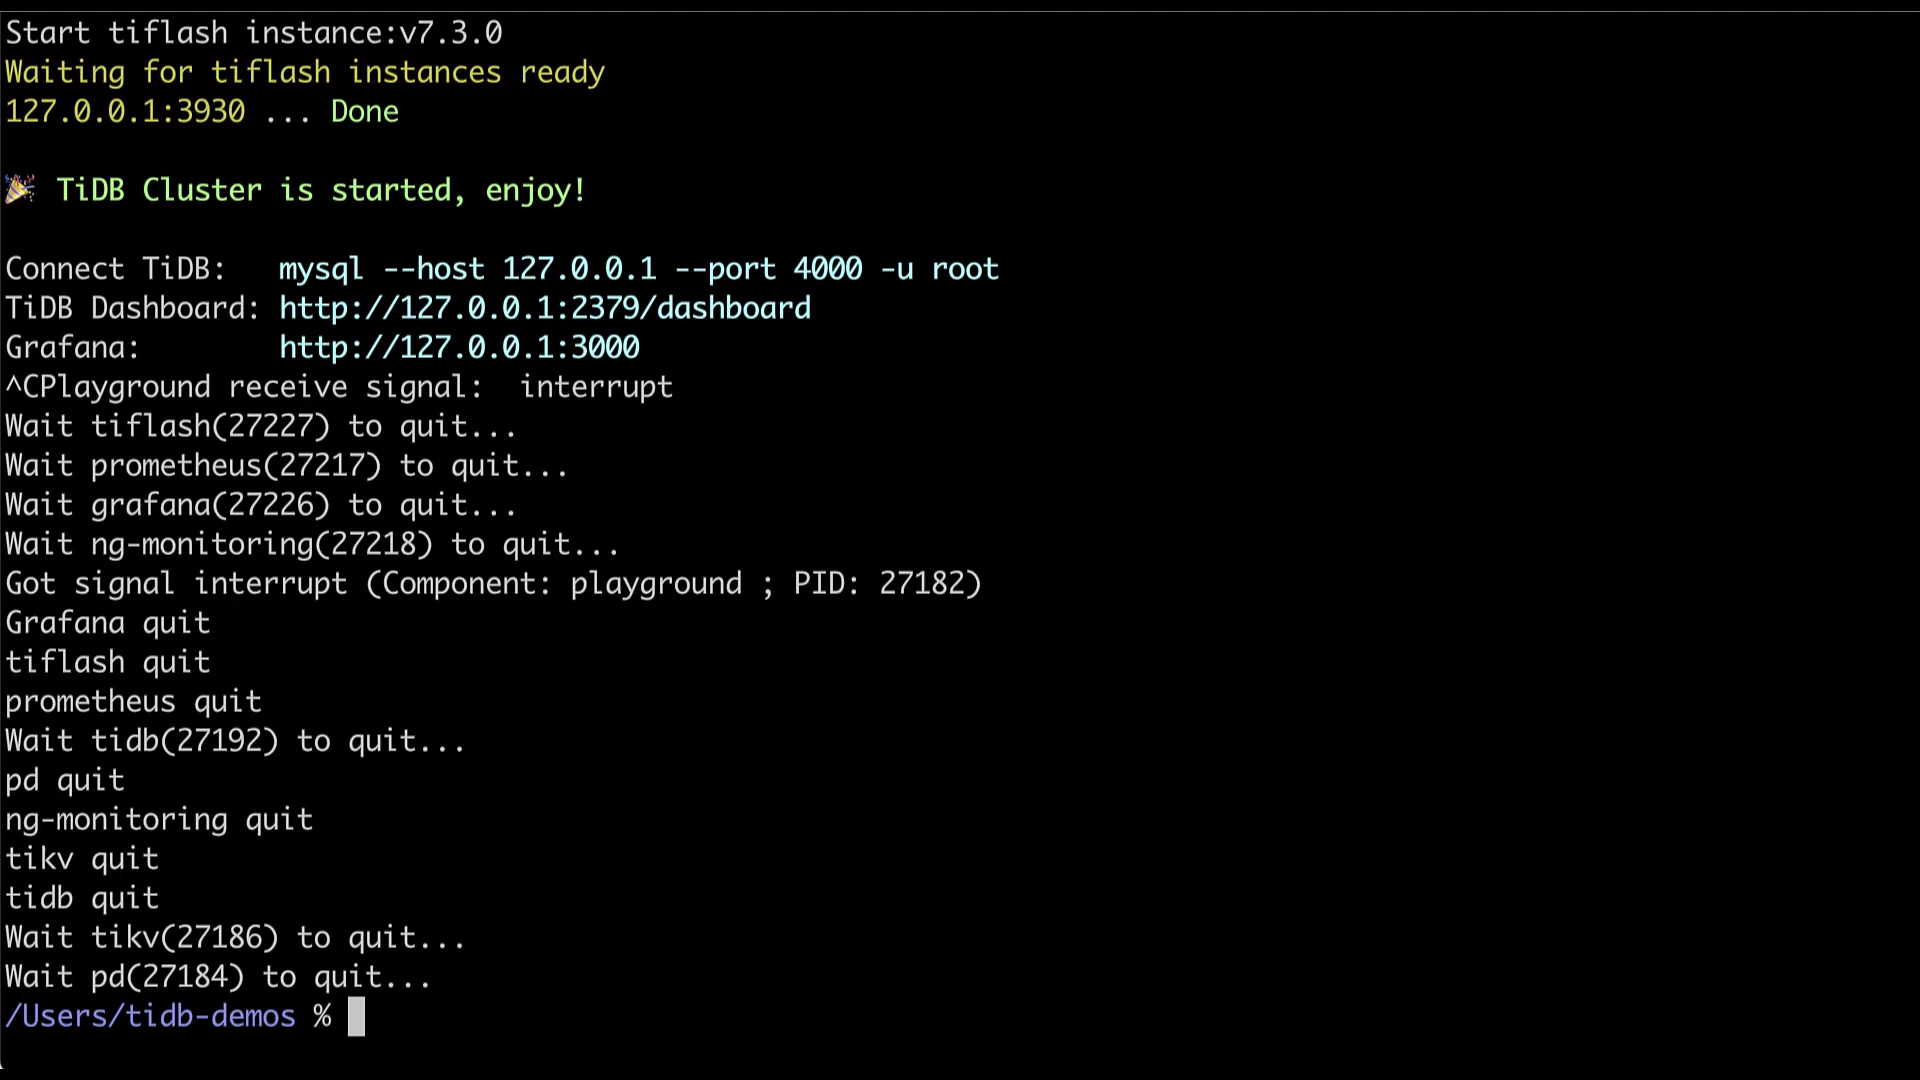 Start tiflash instance:v7.3.0
Waiting for tiflash instances ready
127.0.0.1:3930 ... Done
🎉 TiDB Cluster is started, enjoy!
Connect TiDB:   mysql --host 127.0.0.1 --port 4000 -u root
TiDB Dashboard: http://127.0.0.1:2379/dashboard
Grafana:        http://127.0.0.1:3000
^CPlayground receive signal:  interrupt
Wait tiflash(27227) to quit...
Wait prometheus(27217) to quit...
Wait grafana(27226) to quit...
Wait ng-monitoring(27218) to quit...
Got signal interrupt (Component: playground ; PID: 27182)
Grafana quit
tiflash quit
prometheus quit
Wait tidb(27192) to quit...
pd quit
ng-monitoring quit
tikv quit
tidb quit
Wait tikv(27186) to quit...
Wait pd(27184) to quit...
/Users/tidb-demos %